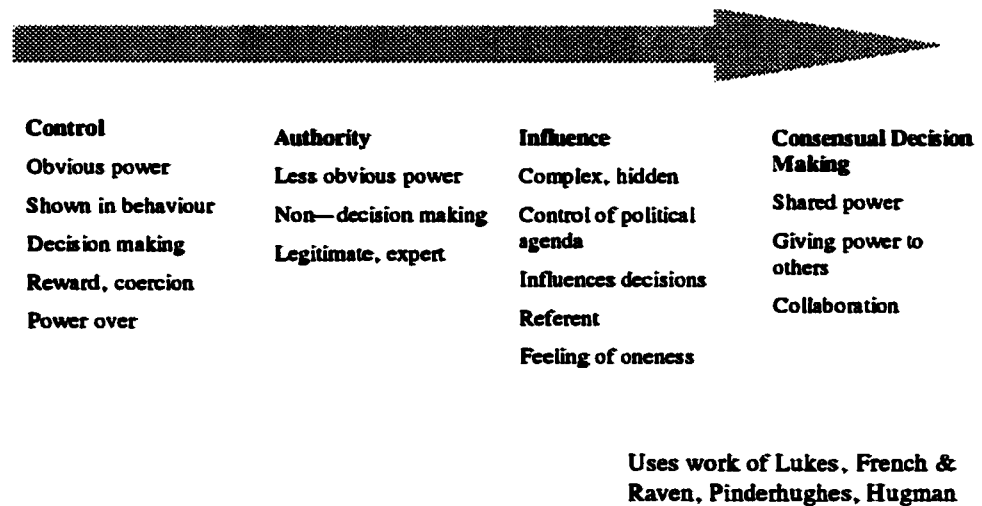 Control
Obvious power
Shown in behaviour
Decision making
Reward, coercion
Power over
Authority
Less obvious power
Non—decision making
Legitimate, expert
Influence
Complex, hidden
Control of political
agenda
Influences decisions
Referent
Feeling of oneness
Consensual Decision
Making
Shared power
Giving power to
others
Collaboration
Uses work of Lukes, French &
Raven, Pinderhughes, Hugman